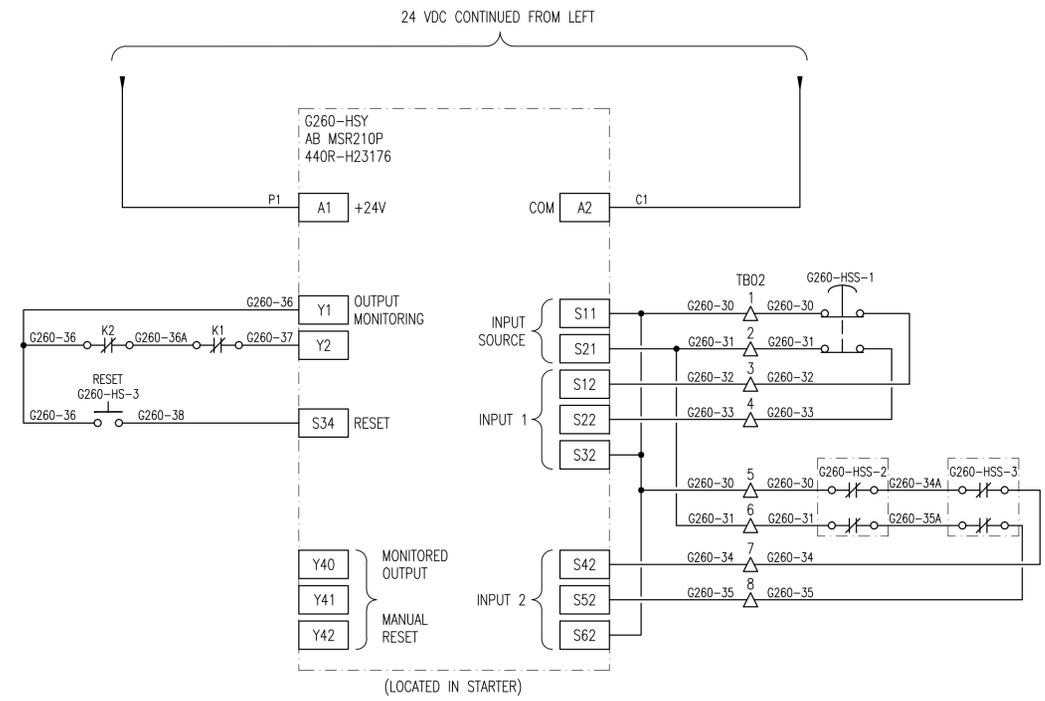 24 VDC CONTINUED FROM LEFT
G260-HSY
AB MSR210P
440R-H23176
P1
A1
+24V
COM
A2
C1
G260-36
Y1
OUTPUT
MONITORING
G260-36
K2
G260-36A
K1
G260-37
Y2
RESET
G260-HS-3
G260-36
G260-38
S34
RESET
INPUT
SOURCE
S11
S21
INPUT 1
S12
S22
S32
TB02
G260-HSS-1
G260-30
1
G260-30
G260-31
2
G260-31
G260-32
3
G260-32
G260-33
4
G260-33
G260-HSS-2
G260-HSS-3
G260-30
5
G260-30
G260-34A
G260-31
6
G260-31
G260-35A
Y40
Y41
Y42
MONITORED
OUTPUT
MANUAL
RESET
INPUT 2
S42
S52
S62
G260-34
7
G260-34
G260-35
8
G260-35
(LOCATED IN STARTER)